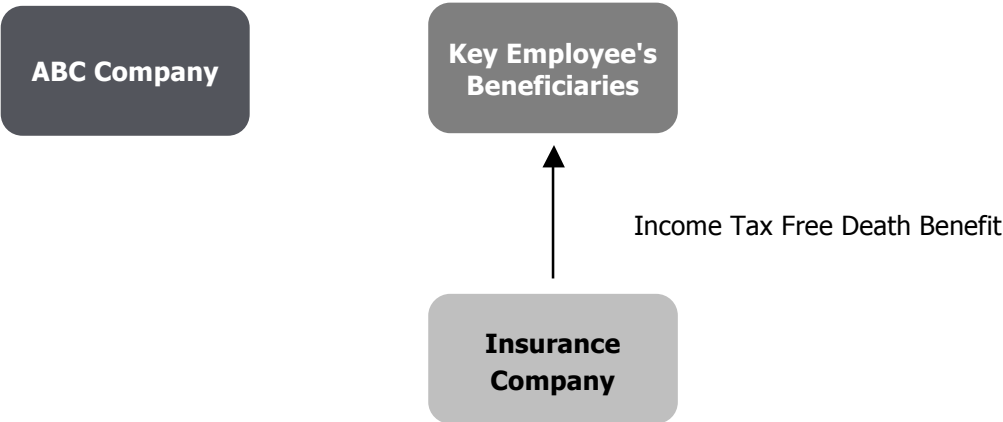 ABC Company
Key Employee's
Beneficiaries
Income Tax Free Death Benefit
Insurance
Company